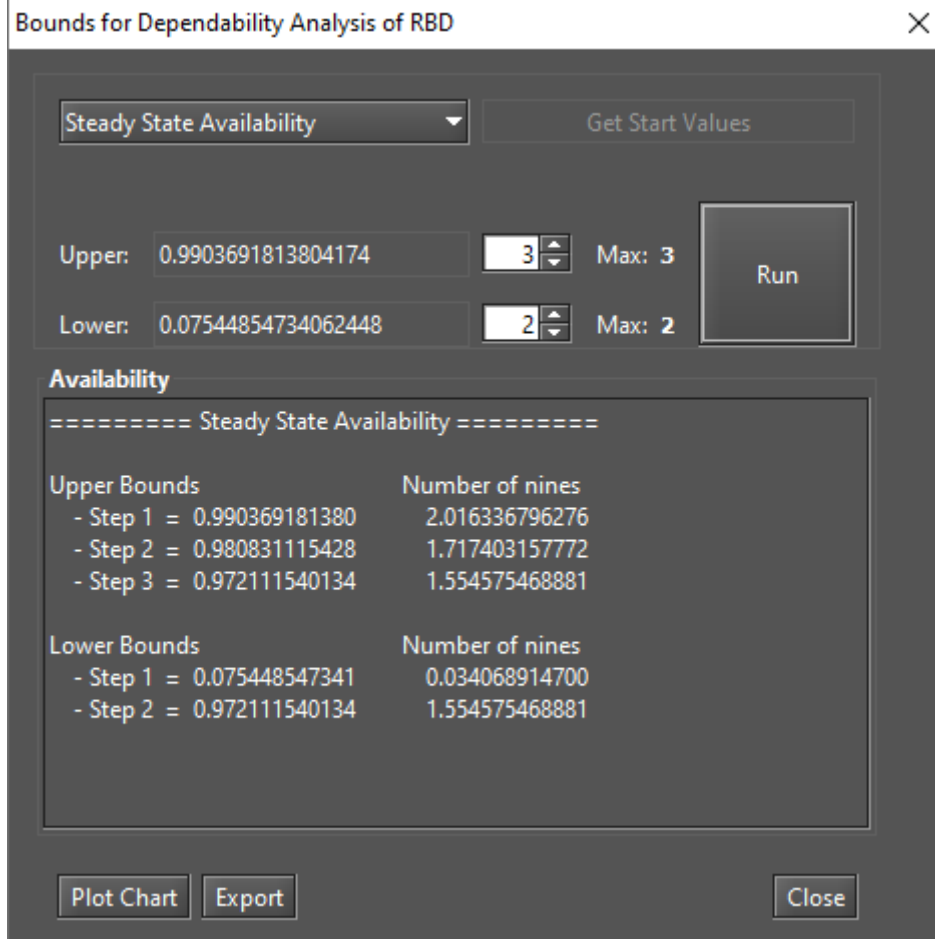 Bounds for Dependability Analysis of RBD
Steady State Availability Get Start Values
Upper: 0.9903691813804174 3 Max: 3
Run
Lower: 0.07544854734062448 2 Max: 2
Availability
========= Steady State Availability =========
Upper Bounds Number of nines
- Step 1 = 0.990369181380 2.016336796276
- Step 2 = 0.980831115428 1.717403157772
- Step 3 = 0.972111540134 1.554575468881
Lower Bounds Number of nines
- Step 1 = 0.075448547341 0.034068914700
- Step 2 = 0.972111540134 1.554575468881
Plot Chart Export Close